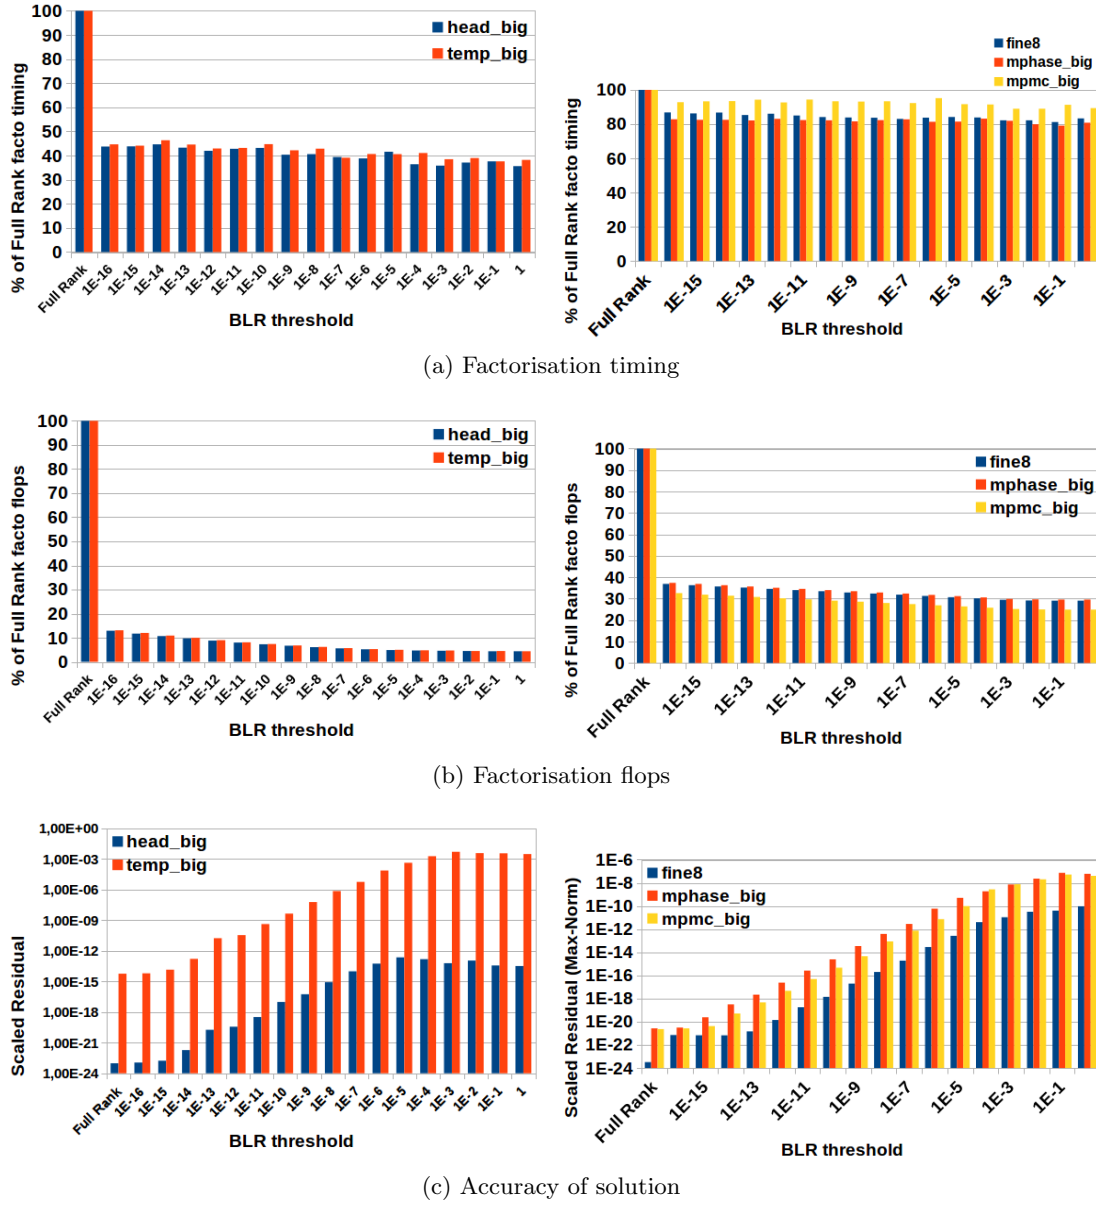 % of Full Rank facto timing
100
90
80
70
60
50
40
30
20
10
0
head_big
temp_big
Full Rank
1E-16
1E-15
1E-14
1E-13
1E-12
1E-11
1E-10
1E-9
1E-8
1E-7
1E-6
1E-5
1E-4
1E-3
1E-2
1E-1
1
BLR threshold
% of Full Rank facto timing
fine8
mphase_big
mpmc_big
100
80
60
40
20
0
Full Rank
1E-15
1E-13
1E-11
1E-9
1E-7
1E-5
1E-3
1E-1
BLR threshold
(a) Factorisation timing
% of Full Rank facto flops
100
90
80
70
60
50
40
30
20
10
0
head_big
temp_big
Full Rank
1E-16
1E-15
1E-14
1E-13
1E-12
1E-11
1E-10
1E-9
1E-8
1E-7
1E-6
1E-5
1E-4
1E-3
1E-2
1E-1
1
BLR threshold
% of Full Rank facto flops
100
90
80
70
60
50
40
30
20
10
0
fine8
mphase_big
mpmc_big
Full Rank
1E-15
1E-13
1E-11
1E-9
1E-7
1E-5
1E-3
1E-1
BLR threshold
(b) Factorisation flops
Scaled Residual
1,00E+00
1,00E-03
1,00E-06
1,00E-09
1,00E-12
1,00E-15
1,00E-18
1,00E-21
1,00E-24
head_big
temp_big
Full Rank
1E-16
1E-15
1E-14
1E-13
1E-12
1E-11
1E-10
1E-9
1E-8
1E-7
1E-6
1E-5
1E-4
1E-3
1E-2
1E-1
1
BLR threshold
Scaled Residual (Max-Norm)
1E-6
1E-8
1E-10
1E-12
1E-14
1E-16
1E-18
1E-20
1E-22
1E-24
fine8
mphase_big
mpmc_big
Full Rank
1E-15
1E-13
1E-11
1E-9
1E-7
1E-5
1E-3
1E-1
BLR threshold
(c) Accuracy of solution